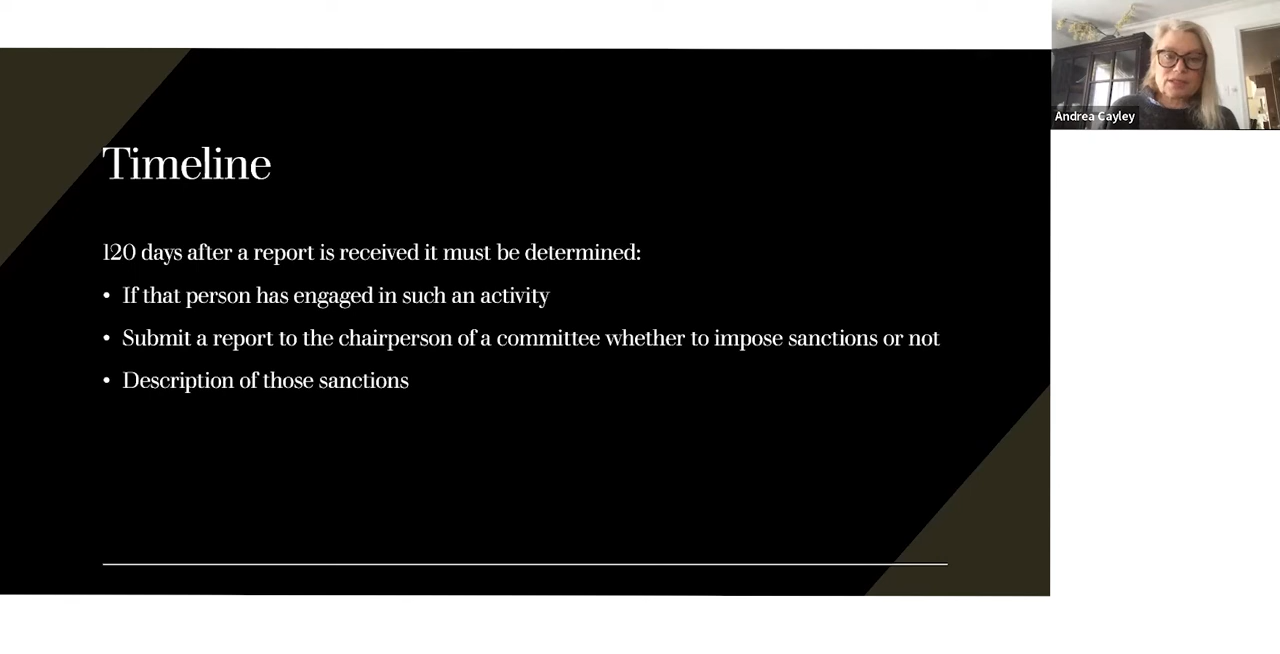 Timeline
120 days after a report is received it must be determined:
• If that person has engaged in such an activity
• Submit a report to the chairperson of a committee whether to impose sanctions or not
• Description of those sanctions
Andrea Cayley